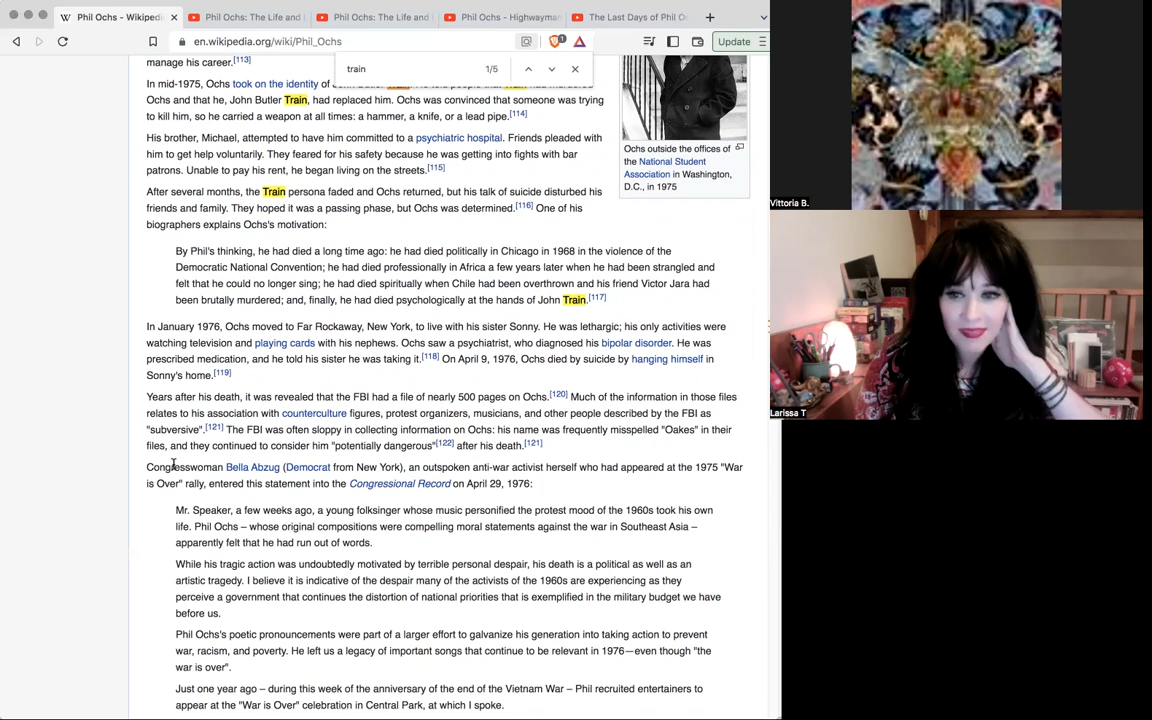 Phil Ochs - Wikipedi
Phil Ochs: The Life and
Phil Ochs: The Life and
Phil Ochs - Highwayman
The Last Days of Phil O
en.wikipedia.org/wiki/Phil_Ochs
1
Update
train
1/5
manage his career.[113]
In mid-1975, Ochs took on the identity of
Ochs and that he, John Butler Train, had replaced him. Ochs was convinced that someone was trying
to kill him, so he carried a weapon at all times: a hammer, a knife, or a lead pipe.[114]
His brother, Michael, attempted to have him committed to a psychiatric hospital. Friends pleaded with
him to get help voluntarily. They feared for his safety because he was getting into fights with bar
patrons. Unable to pay his rent, he began living on the streets.[115]
After several months, the Train persona faded and Ochs returned, but his talk of suicide disturbed his
friends and family. They hoped it was a passing phase, but Ochs was determined.[116] One of his
biographers explains Ochs's motivation:
By Phil's thinking, he had died a long time ago: he had died politically in Chicago in 1968 in the violence of the
Democratic National Convention; he had died professionally in Africa a few years later when he had been strangled and
felt that he could no longer sing; he had died spiritually when Chile had been overthrown and his friend Victor Jara had
been brutally murdered; and, finally, he had died psychologically at the hands of John Train.[117]
In January 1976, Ochs moved to Far Rockaway, New York, to live with his sister Sonny. He was lethargic; his only activities were
watching television and playing cards with his nephews. Ochs saw a psychiatrist, who diagnosed his bipolar disorder. He was
prescribed medication, and he told his sister he was taking it.[118] On April 9, 1976, Ochs died by suicide by hanging himself in
Sonny's home.[119]
Years after his death, it was revealed that the FBI had a file of nearly 500 pages on Ochs.[120] Much of the information in those files
relates to his association with counterculture figures, protest organizers, musicians, and other people described by the FBI as
"subversive".[121] The FBI was often sloppy in collecting information on Ochs: his name was frequently misspelled "Oakes" in their
files, and they continued to consider him "potentially dangerous"[122] after his death.[121]
Congresswoman Bella Abzug (Democrat from New York), an outspoken anti-war activist herself who had appeared at the 1975 "War
is Over" rally, entered this statement into the Congressional Record on April 29, 1976:
Mr. Speaker, a few weeks ago, a young folksinger whose music personified the protest mood of the 1960s took his own
life. Phil Ochs – whose original compositions were compelling moral statements against the war in Southeast Asia –
apparently felt that he had run out of words.
While his tragic action was undoubtedly motivated by terrible personal despair, his death is a political as well as an
artistic tragedy. I believe it is indicative of the despair many of the activists of the 1960s are experiencing as they
perceive a government that continues the distortion of national priorities that is exemplified in the military budget we have
before us.
Phil Ochs's poetic pronouncements were part of a larger effort to galvanize his generation into taking action to prevent
war, racism, and poverty. He left us a legacy of important songs that continue to be relevant in 1976—even though "the
war is over".
Just one year ago – during this week of the anniversary of the end of the Vietnam War – Phil recruited entertainers to
appear at the "War is Over" celebration in Central Park, at which I spoke.
Ochs outside the offices of
the National Student
Association in Washington,
D.C., in 1975
Vittoria B.
Larissa T